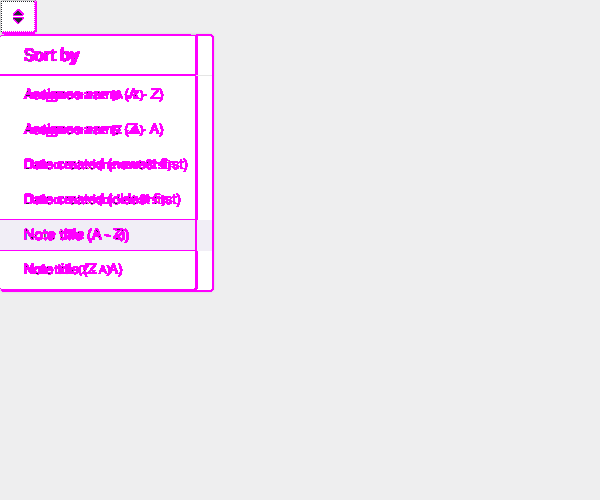 Sort by
Assignee name (A - Z)
Assignee name (Z - A)
Date created (newest first)
Date created (oldest first)
Note title (A - Z)
Note title (Z - A)